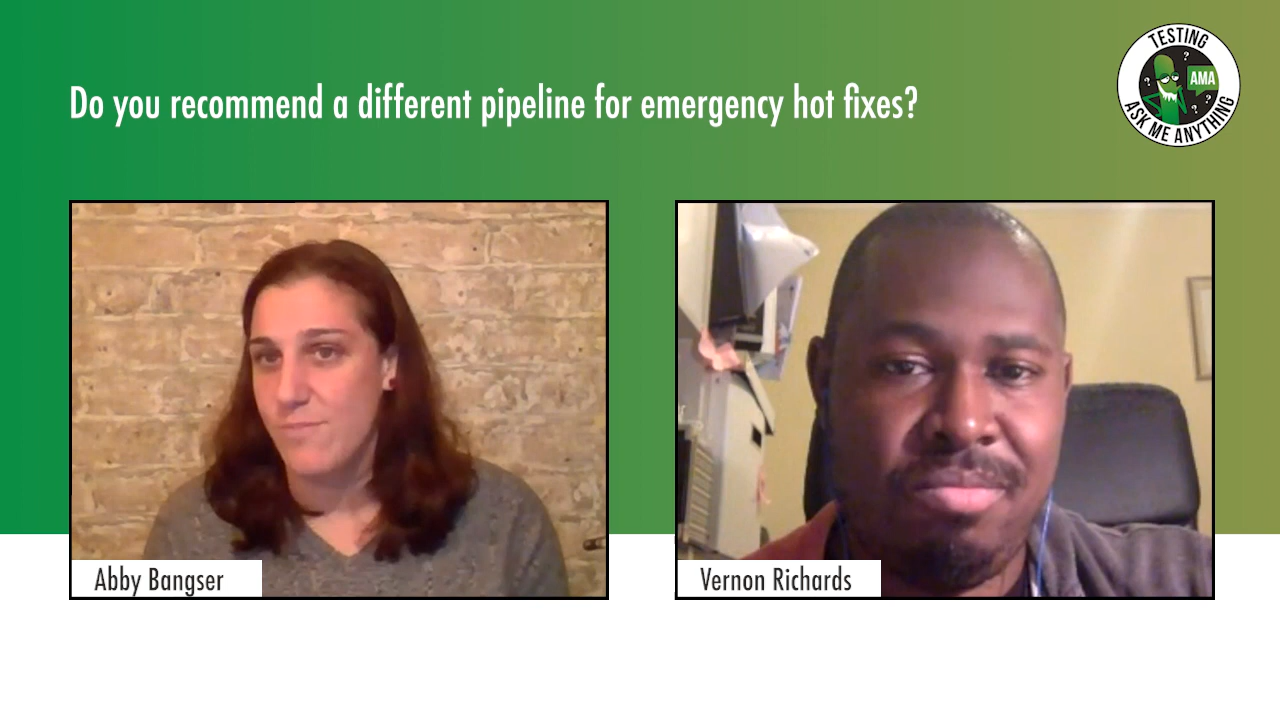 Do you recommend a different pipeline for emergency hot fixes?
TESTING
AMA
ASK ME ANYTHING
Abby Bangser
Vernon Richards